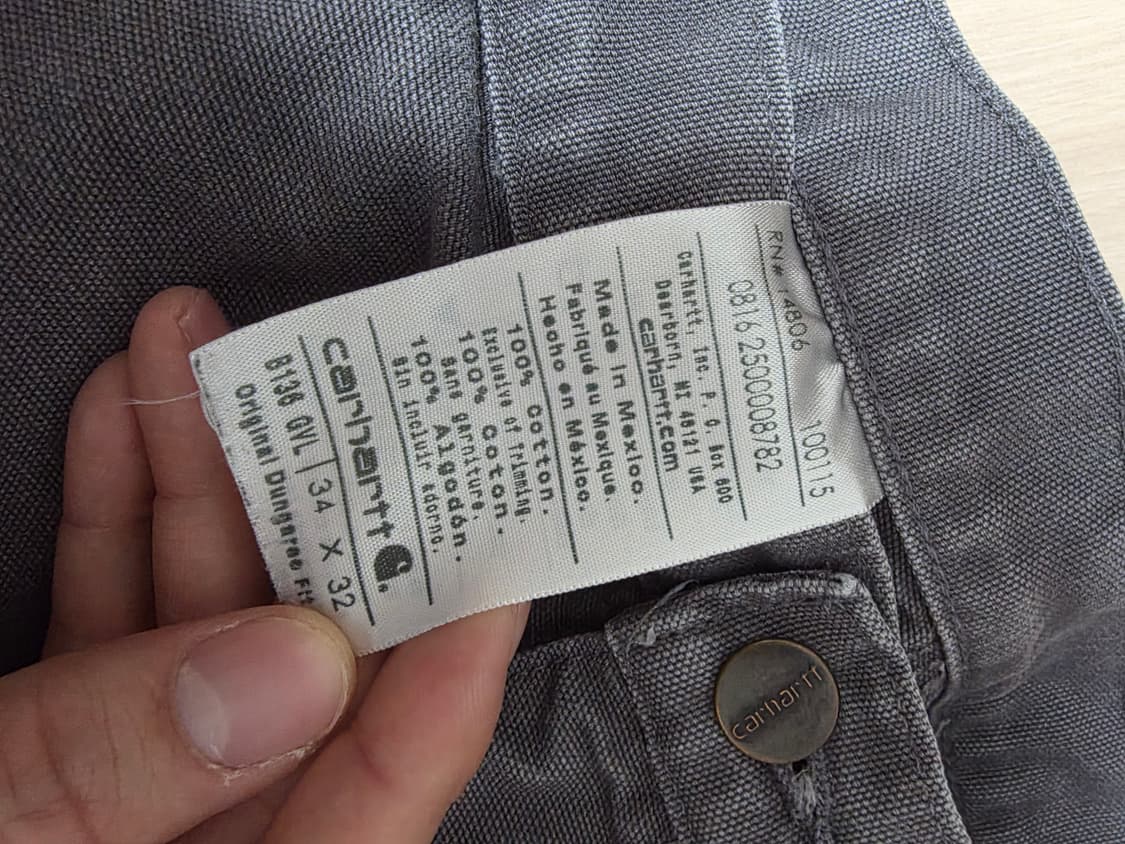 RN# 14806 100115
0816 2500008782
Carhartt, Inc. P. O. Box 600
Dearborn, MI 48121 USA
carhartt.com
Made in Mexico.
Fabriqué au Mexique.
Hecho en México.
100% Cotton.
Exclusive of Trimming.
100% Coton.
Sans garniture.
100% Algodón.
Sin incluir adorno.
carhartt
B136 GVL | 34 X 32
Original Dungaree Fit
carhartt